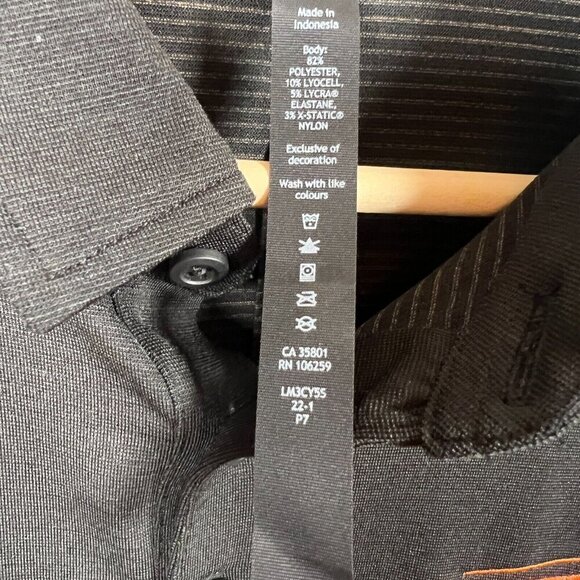 Made in
Indonesia
Body:
82%
POLYESTER,
10% LYOCELL,
5% LYCRA®
ELASTANE,
3% X-STATIC®
NYLON
Exclusive of
decoration
Wash with like
colours
CA 35801
RN 106259
LM3CY5S
22-1
P7